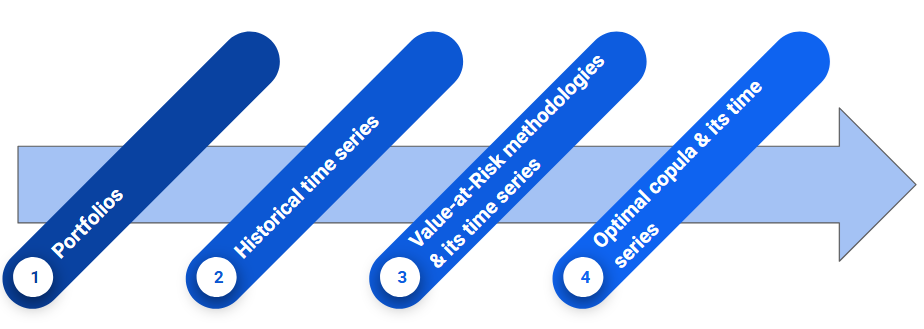 1
Portfolios
2
Historical time series
3
Value-at-Risk methodologies
& its time series
4
Optimal copula & its time
series